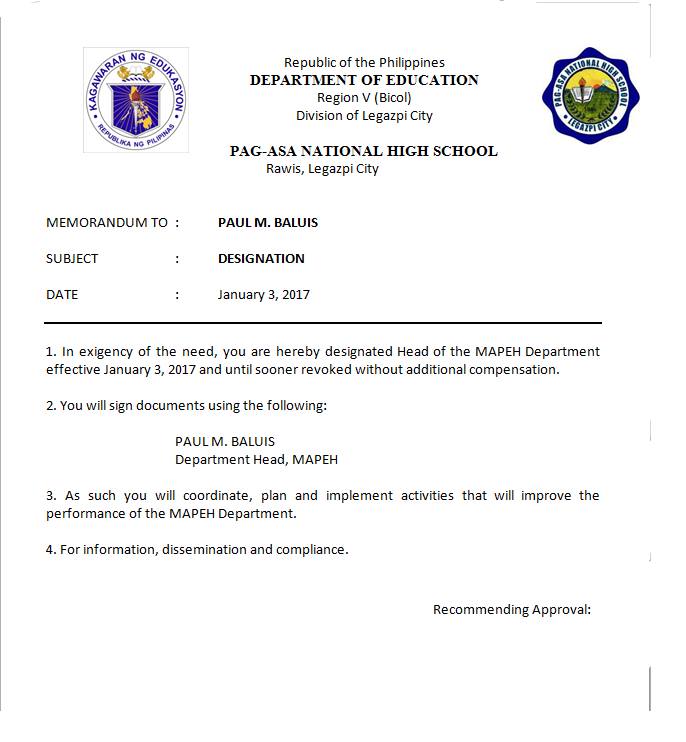 KAGAWARAN NG EDUKASYON
REPUBLIKA NG PILIPINAS
Republic of the Philippines
DEPARTMENT OF EDUCATION
Region V (Bicol)
Division of Legazpi City
PAG-ASA NATIONAL HIGH SCHOOL
LEGAZPI CITY
PAG-ASA NATIONAL HIGH SCHOOL
Rawis, Legazpi City
MEMORANDUM TO : PAUL M. BALUIS
SUBJECT : DESIGNATION
DATE : January 3, 2017
1. In exigency of the need, you are hereby designated Head of the MAPEH Department
effective January 3, 2017 and until sooner revoked without additional compensation.
2. You will sign documents using the following:
PAUL M. BALUIS
Department Head, MAPEH
3. As such you will coordinate, plan and implement activities that will improve the
performance of the MAPEH Department.
4. For information, dissemination and compliance.
Recommending Approval: